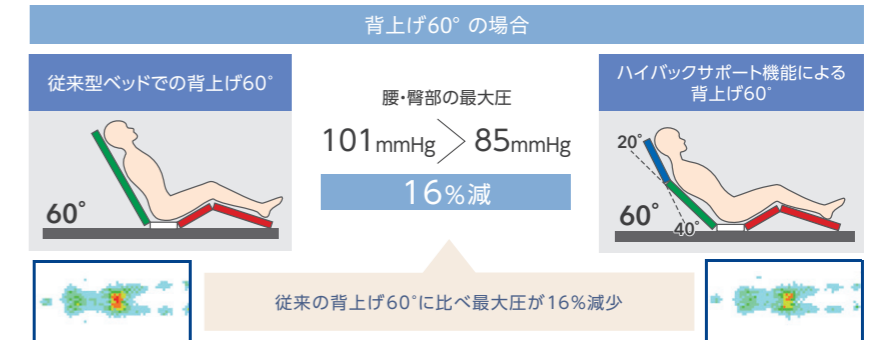 背上げ60°の場合
従来型ベッドでの背上げ60°
60°
腰・臀部の最大圧
101mmHg > 85mmHg
16%減
ハイバックサポート機能による
背上げ60°
20°
60°
40°
従来の背上げ60°に比べ最大圧が16%減少